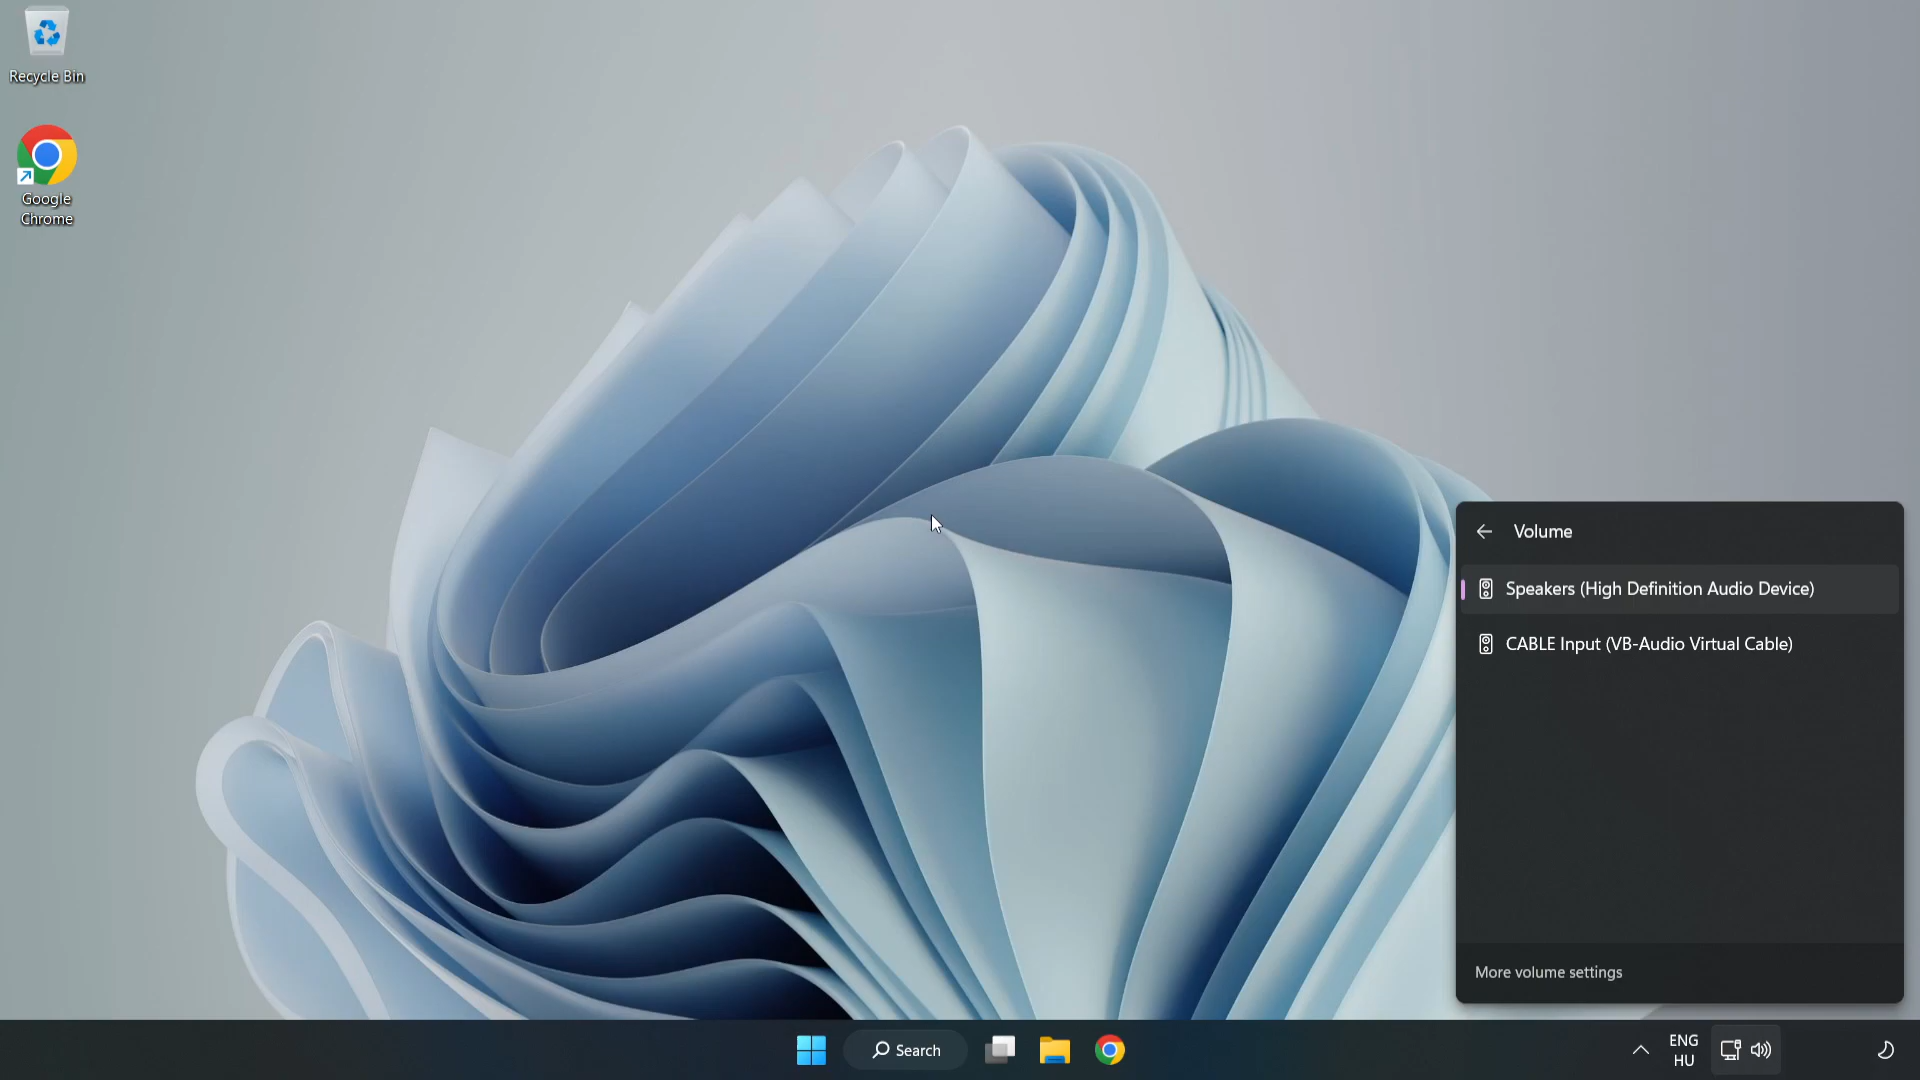 Recycle Bin
Google
Chrome
Volume
Speakers (High Definition Audio Device)
CABLE Input (VB-Audio Virtual Cable)
More volume settings
Search
ENG
HU